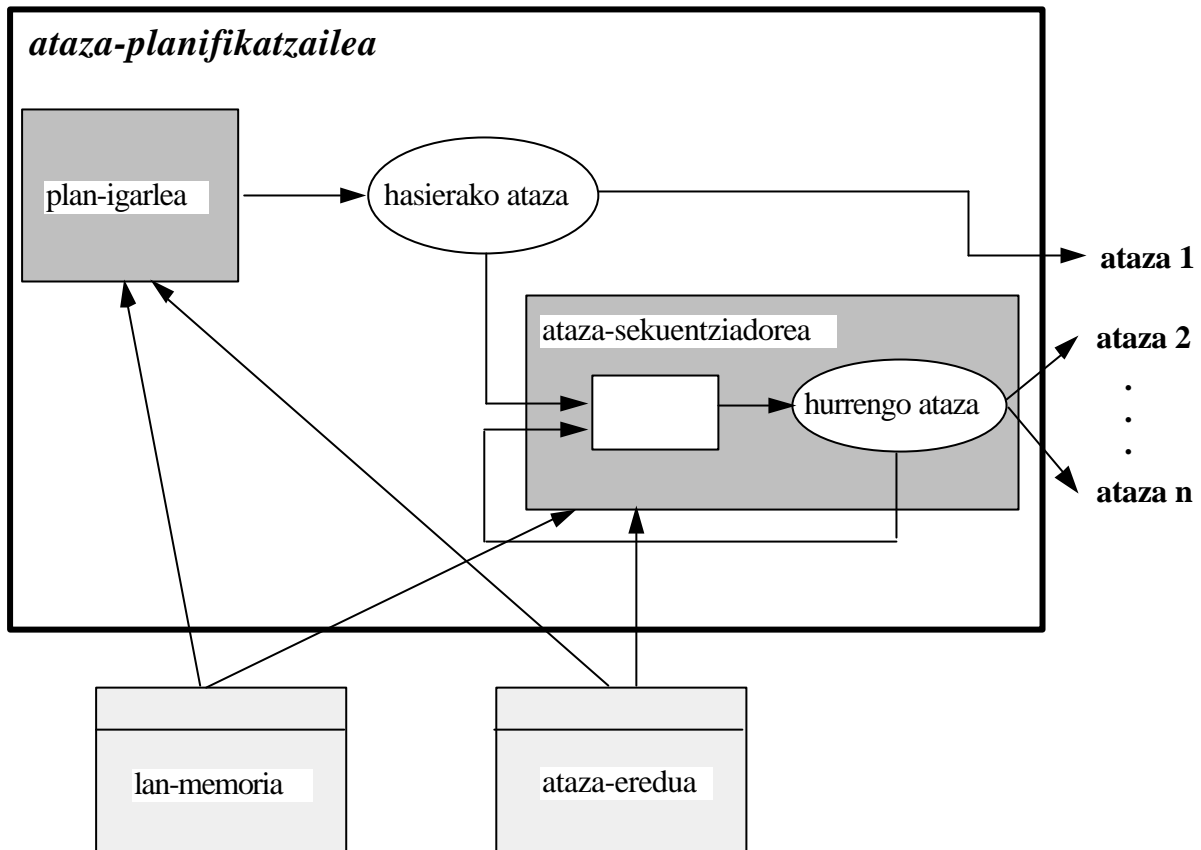 ataza-planifikatzailea
plan-igarlea
hasierako ataza
ataza 1
ataza-sekuentziadorea
ataza 2
hurrengo ataza
.
.
.
ataza n
lan-memoria
ataza-eredua